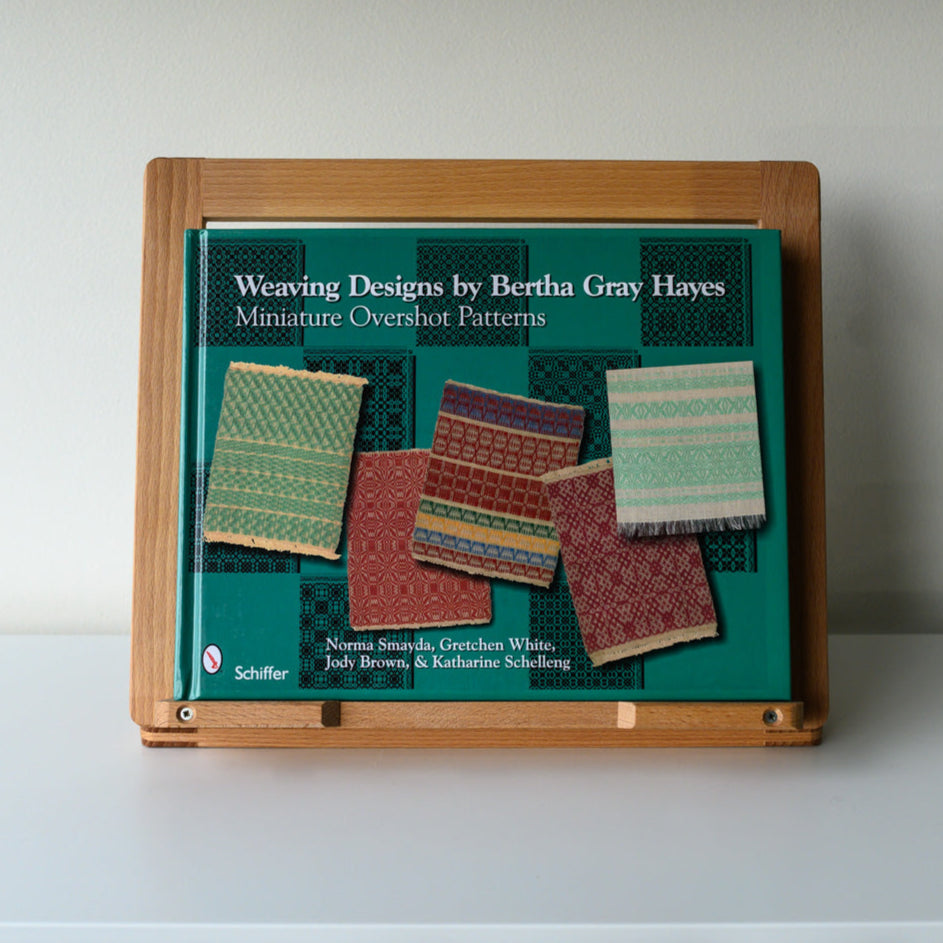 Weaving Designs by Bertha Gray Hayes
Miniature Overshot Patterns
Norma Smayda, Gretchen White,
Jody Brown, & Katharine Schelleng
Schiffer